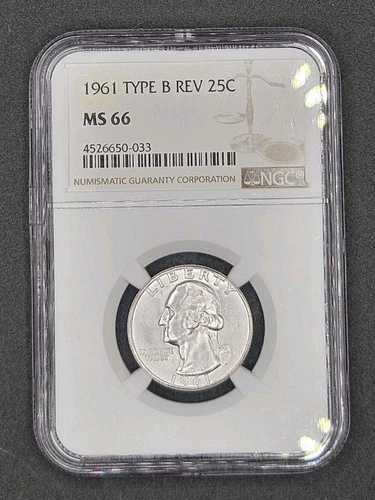 1961 TYPE B REV 25C
MS 66
4526650-033
NUMISMATIC GUARANTY CORPORATION
NGC
LIBERTY
IN GOD WE
TRUST
1961